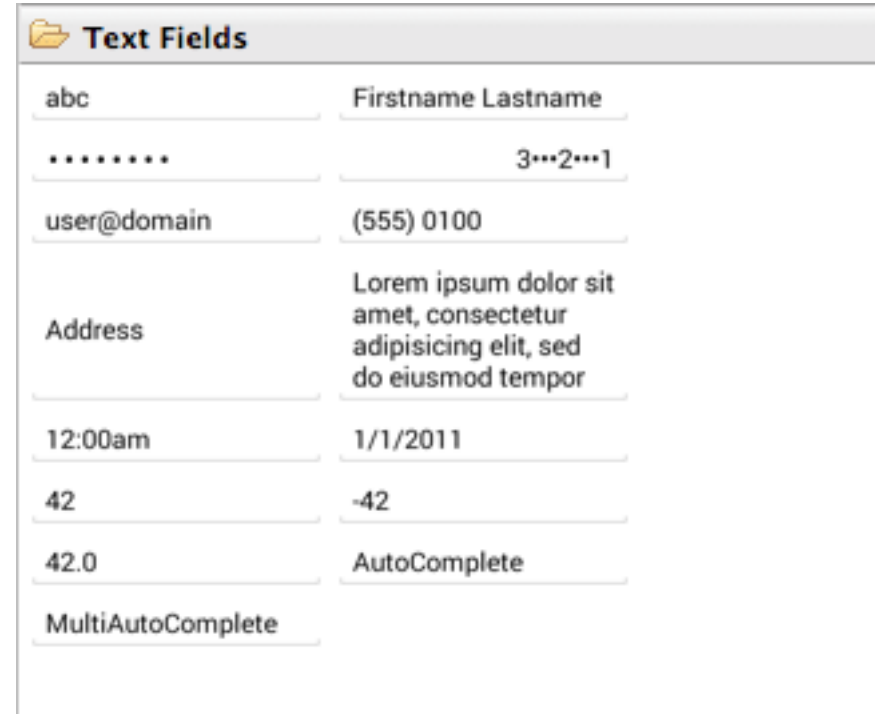 Text Fields
abc
Firstname Lastname
••••••••
3•••2•••1
user@domain
(555) 0100
Address
Lorem ipsum dolor sit
amet, consectetur
adipisicing elit, sed
do eiusmod tempor
12:00am
1/1/2011
42
-42
42.0
AutoComplete
MultiAutoComplete